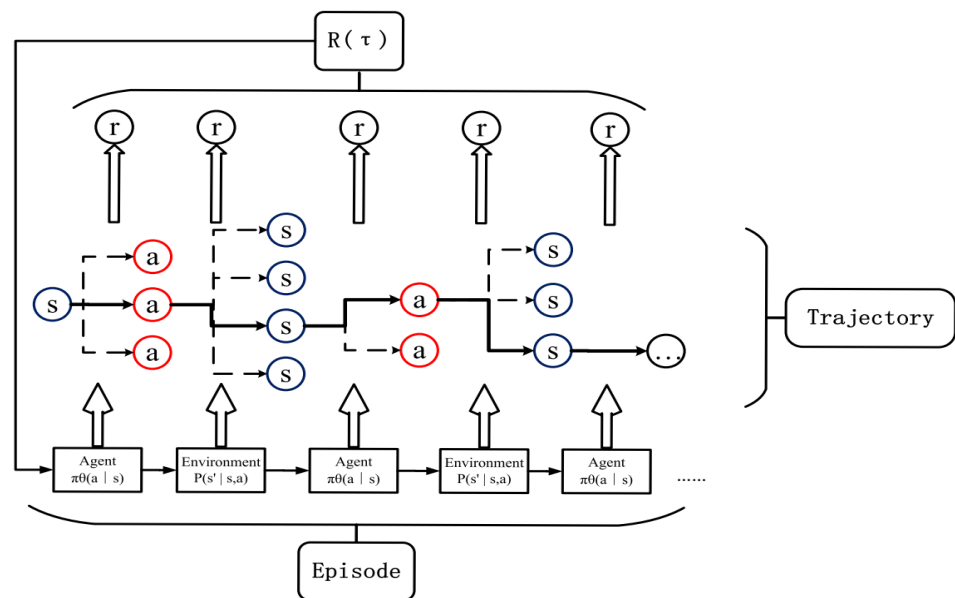 R(τ)
r r r r r
s
s
a
s
s
a
a
s
s
a
s
a
s
s
...
Trajectory
Agent
πθ(a | s)
Environment
P(s' | s,a)
Agent
πθ(a | s)
Environment
P(s' | s,a)
Agent
πθ(a | s)
......
Episode